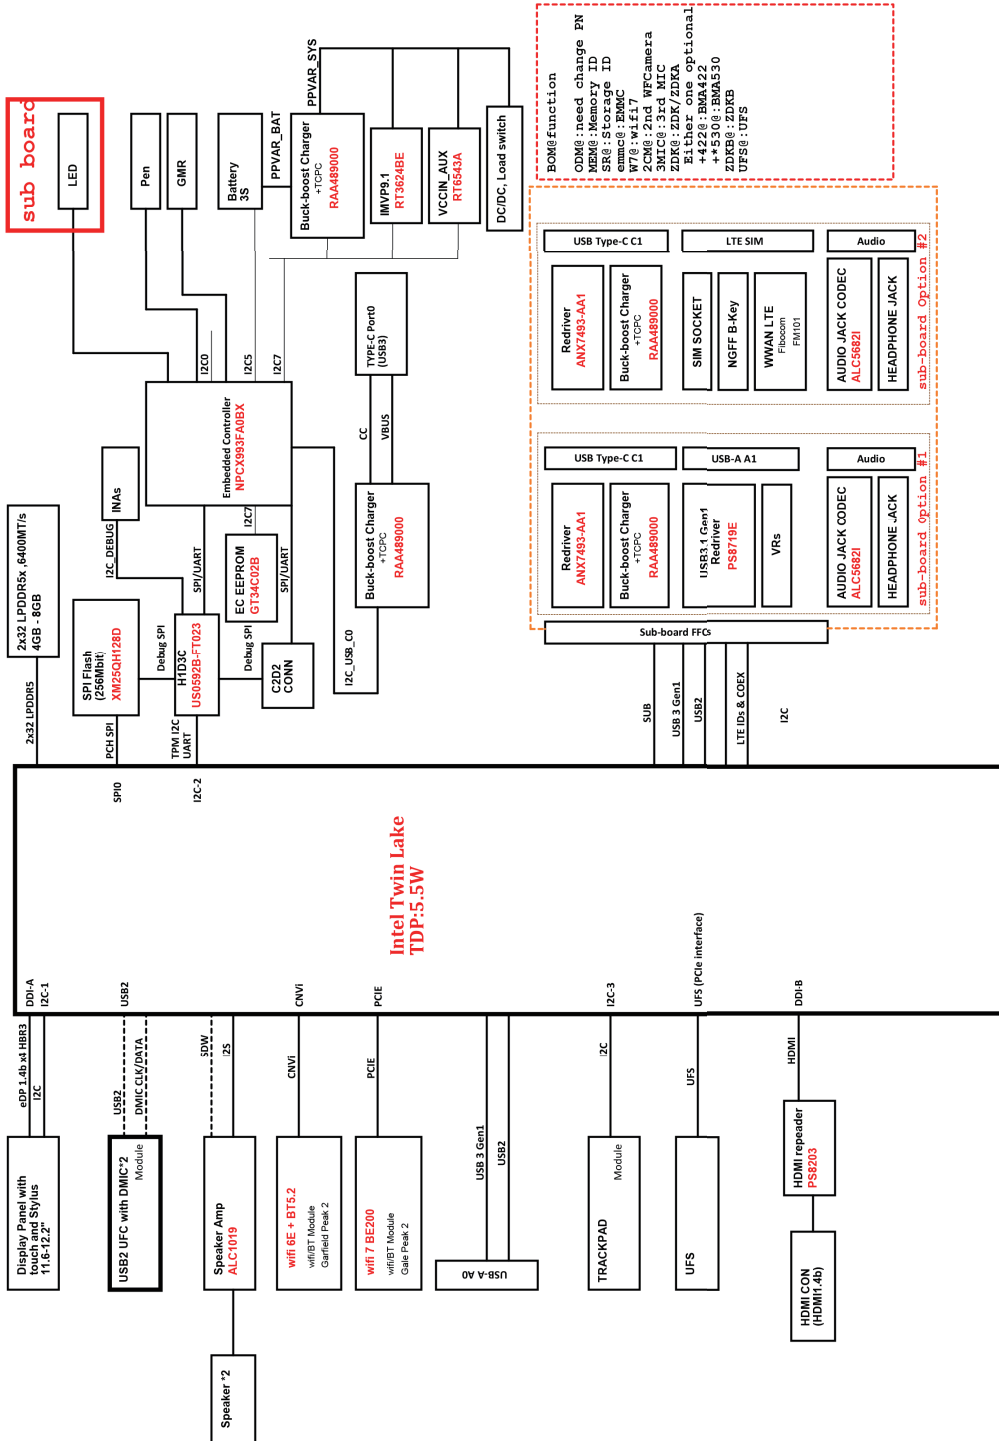 Display Panel with
touch and Stylus
11.6-12.2"
eDP 1.4b x4 HBR3
I2C
DDI-A
I2C-1
USB2 UFC with DMIC*2
Module
USB2
DMIC CLK/DATA
USB2
Speaker *2
Speaker Amp
ALC1019
SDW
I2S
wifi 6E + BT5.2
wifi/BT Module
Garfield Peak 2
CNVi
CNVi
wifi 7 BE200
wifi/BT Module
Gale Peak 2
PCIE
PCIE
USB-A A0
USB 3 Gen1
USB2
TRACKPAD
Module
I2C
I2C-3
UFS
UFS
UFS (PCIe interface)
HDMI CON
(HDMI1.4b)
HDMI repeader
PS8203
HDMI
DDI-B
Intel Twin Lake
TDP:5.5W
2x32 LPDDR5
2x32 LPDDR5x ,6400MT/s
4GB - 8GB
SPI0
PCH SPI
SPI Flash
(256Mbit)
XM25QH128D
Debug SPI
I2C-2
TPM I2C
UART
H1D3C
US0592B-FT023
I2C_DEBUG
INAs
SPI/UART
Debug SPI
C2D2
CONN
EC EEPROM
GT34C02B
I2C7
SPI/UART
Embedded Controller
NPCX993FA0BX
I2C0
I2C5
I2C7
sub board
LED
Pen
GMR
Battery
3S
PPVAR_BAT
PPVAR_SYS
Buck-boost Charger
+TCPC
RAA489000
IMVP9.1
RT3624BE
VCCIN_AUX
RT6543A
DC/DC, Load switch
I2C_USB_C0
Buck-boost Charger
+TCPC
RAA489000
CC
VBUS
TYPE-C Port0
(USB3)
SUB
USB 3 Gen1
USB2
LTE IDs & COEX
I2C
Sub-board FFCs
Redriver
ANX7493-AA1
Buck-boost Charger
+TCPC
RAA489000
USB Type-C C1
USB3.1 Gen1
Redriver
PS8719E
VRs
USB-A A1
AUDIO JACK CODEC
ALC5682I
HEADPHONE JACK
Audio
sub-board Option #1
Redriver
ANX7493-AA1
Buck-boost Charger
+TCPC
RAA489000
USB Type-C C1
SIM SOCKET
NGFF B-Key
WWAN LTE
Fibocom
FM101
LTE SIM
AUDIO JACK CODEC
ALC5682I
HEADPHONE JACK
Audio
sub-board Option #2
BOM@function
ODM@:need change PN
MEM@:Memory ID
SR@:Storage ID
emmc@:EMMC
W7@:wifi7
2CM@:2nd WFCamera
3MIC@:3rd MIC
ZDK@:ZDK/ZDKA
Either one optional
+422@:BMA422
+*530@:BMA530
ZDKB@:ZDKB
UFS@:UFS